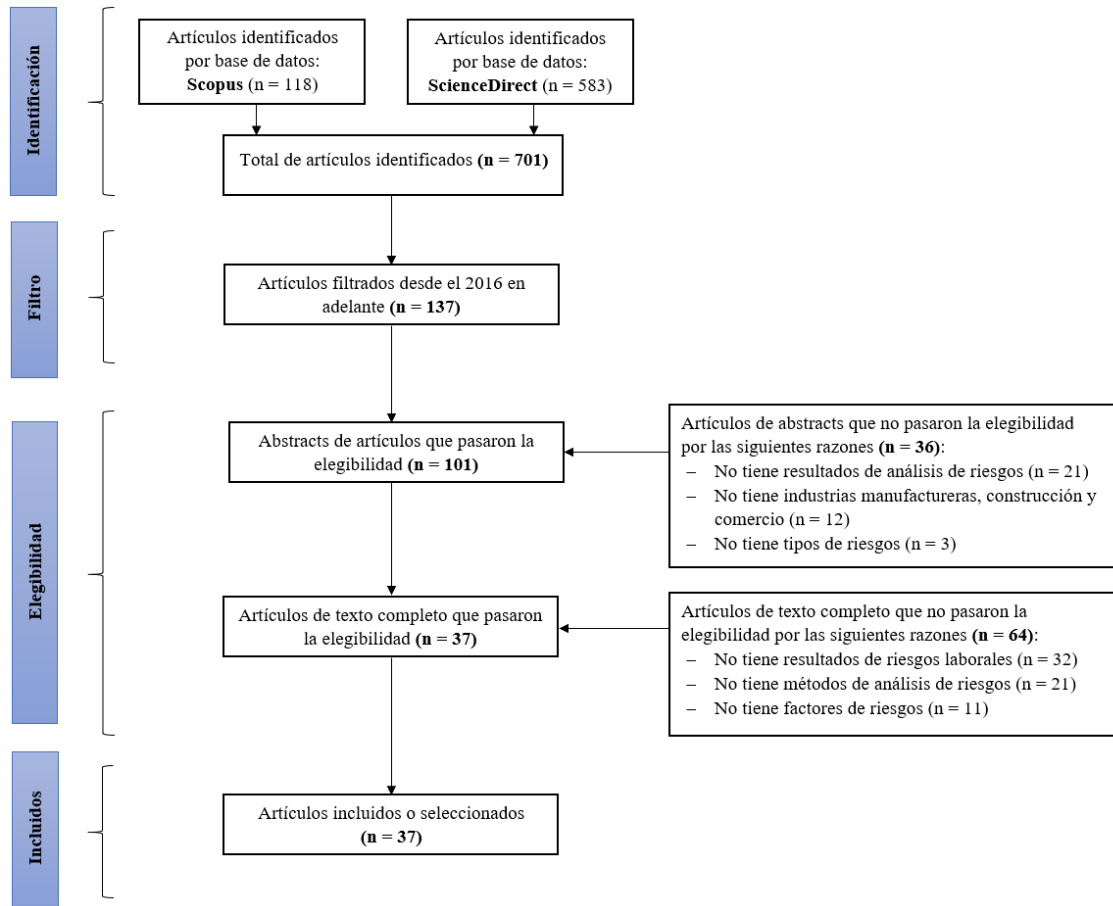 Identificación
Artículos identificados
por base de datos:
Scopus (n = 118)
Artículos identificados
por base de datos:
ScienceDirect (n = 583)
Total de artículos identificados (n = 701)
Filtro
Artículos filtrados desde el 2016 en
adelante (n = 137)
Elegibilidad
Abstracts de artículos que pasaron la
elegibilidad (n = 101)
Artículos de abstracts que no pasaron la elegibilidad
por las siguientes razones (n = 36):
– No tiene resultados de análisis de riesgos (n = 21)
– No tiene industrias manufactureras, construcción y
comercio (n = 12)
– No tiene tipos de riesgos (n = 3)
Artículos de texto completo que pasaron
la elegibilidad (n = 37)
Artículos de texto completo que no pasaron la
elegibilidad por las siguientes razones (n = 64):
– No tiene resultados de riesgos laborales (n = 32)
– No tiene métodos de análisis de riesgos (n = 21)
– No tiene factores de riesgos (n = 11)
Incluidos
Artículos incluidos o seleccionados
(n = 37)